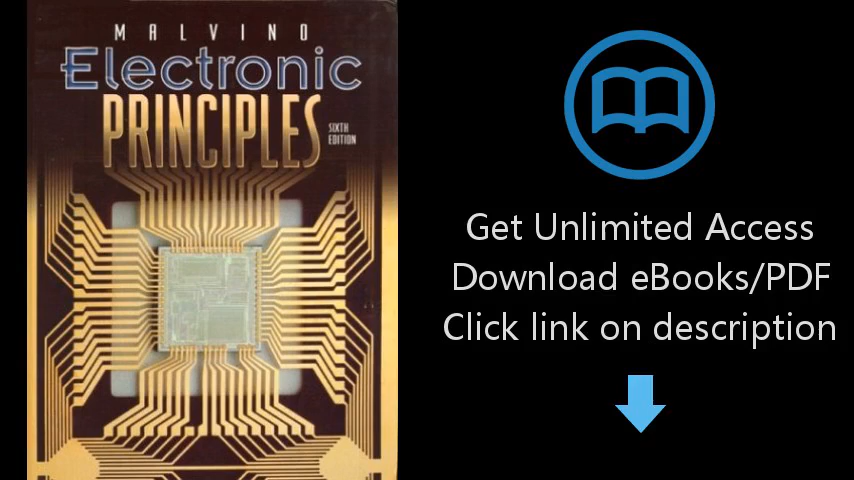 MALVINO
Electronic
PRINCIPLES
SIXTH
EDITION
Get Unlimited Access
Download eBooks/PDF
Click link on description